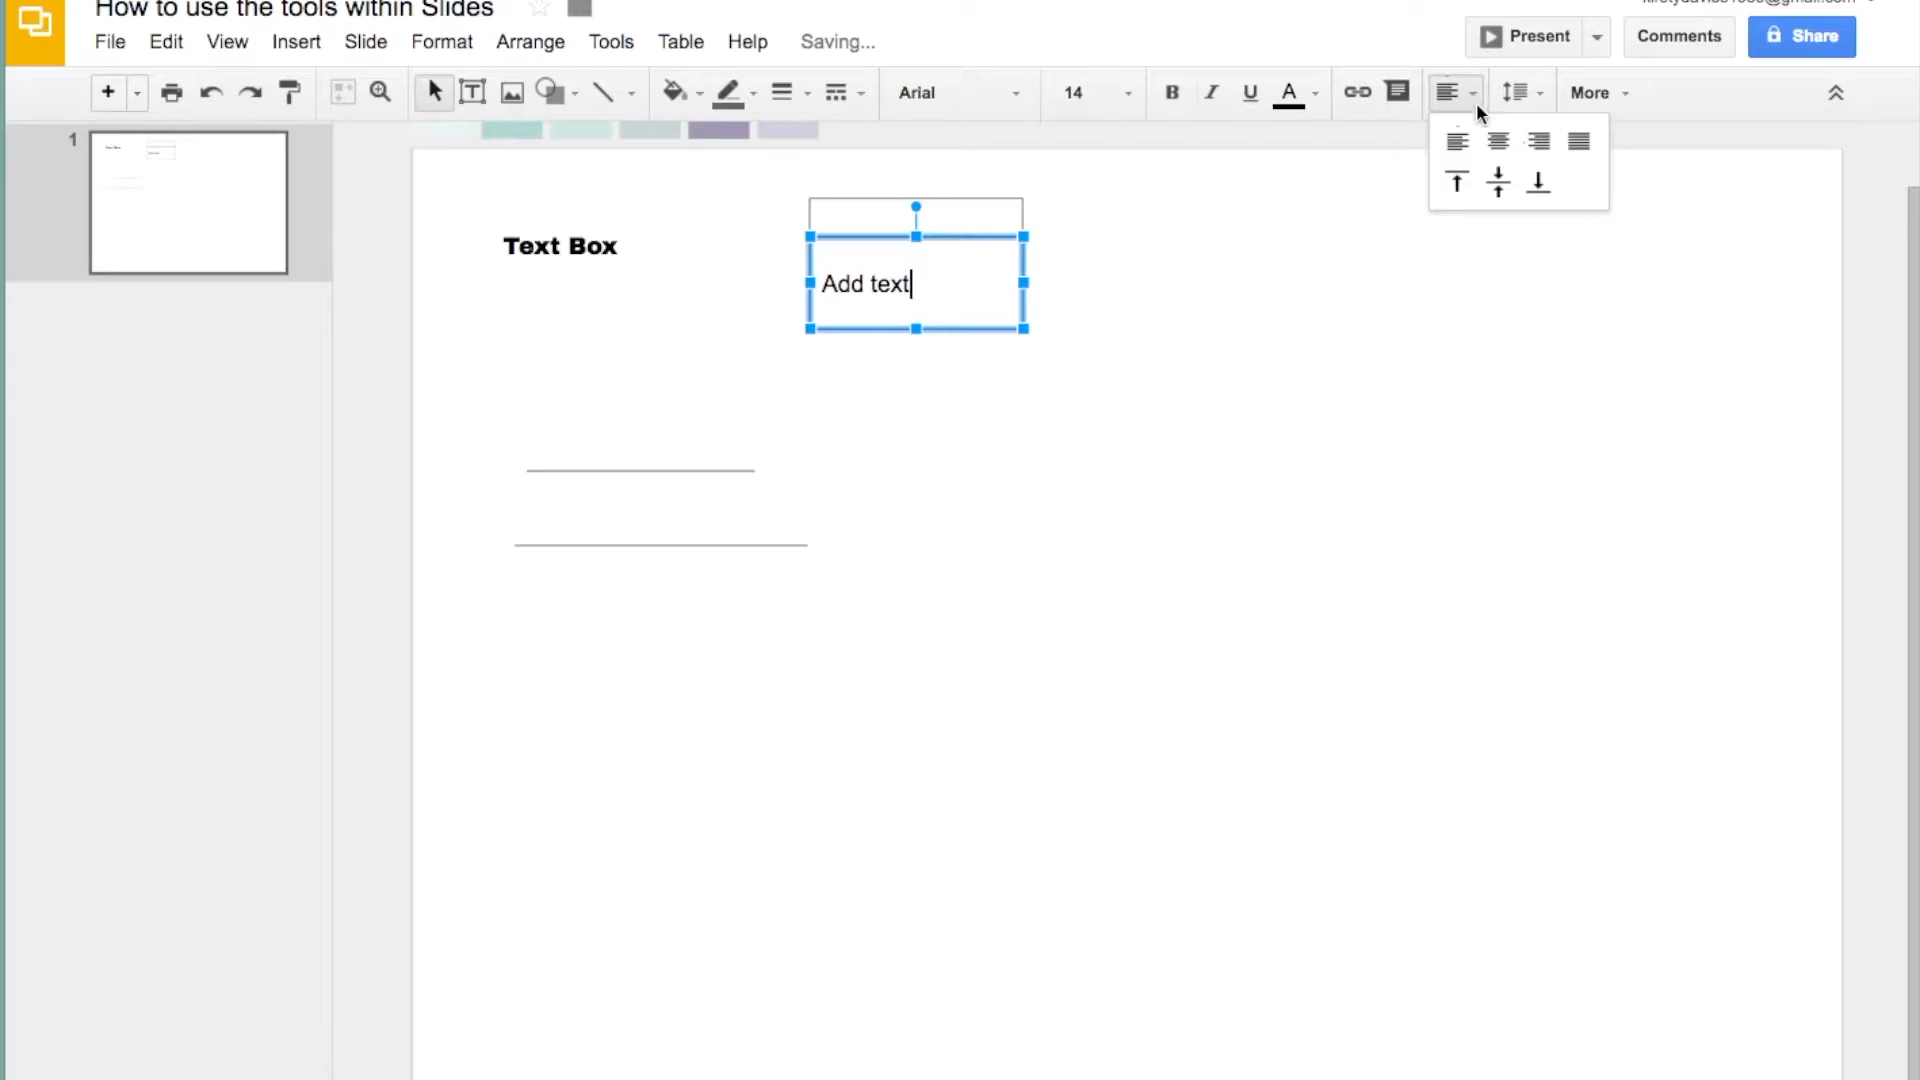 How to use the tools within Slides
File Edit View Insert Slide Format Arrange Tools Table Help Saving...
Present Comments Share
Arial 14 B I U A More
1
Text Box
Add text